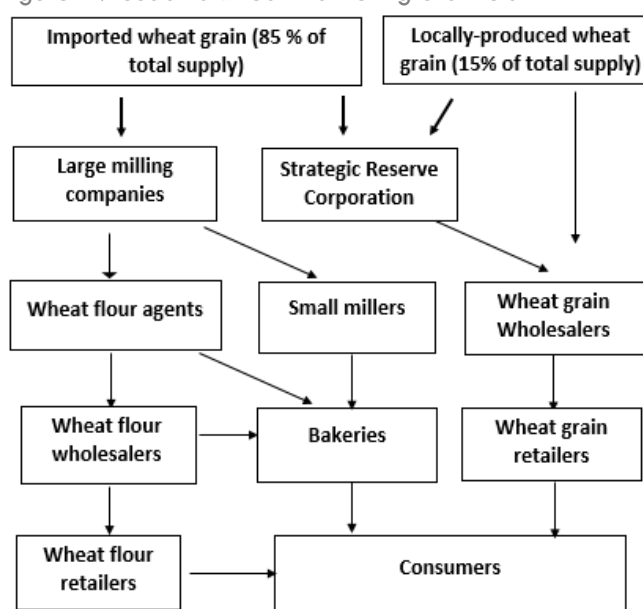 Imported wheat grain (85 % of
total supply)
Locally-produced wheat
grain (15% of total supply)
Large milling
companies
Strategic Reserve
Corporation
Wheat flour agents
Small millers
Wheat grain
Wholesalers
Wheat flour
wholesalers
Bakeries
Wheat grain
retailers
Wheat flour
retailers
Consumers